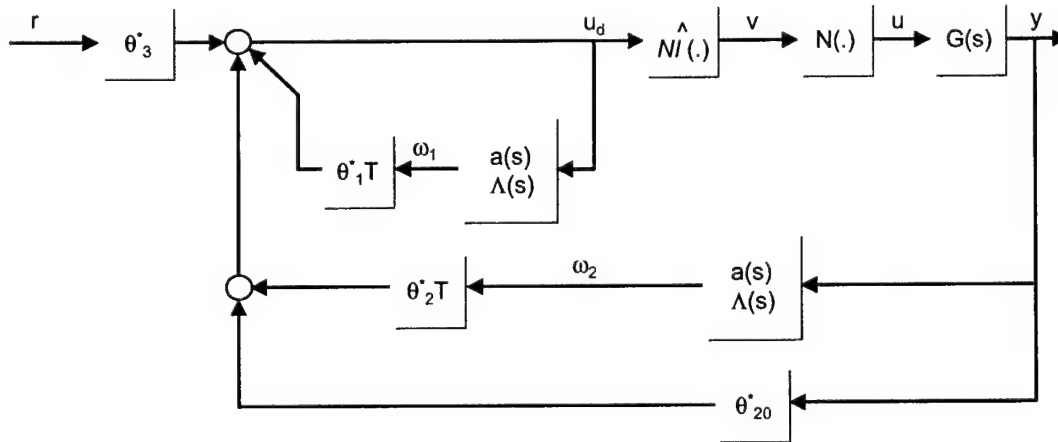 r
θ*3
ud
^
NI(.)
v
N(.)
u
G(s)
y
θ*1T
ω1
a(s)
Λ(s)
θ*2T
ω2
a(s)
Λ(s)
θ*20